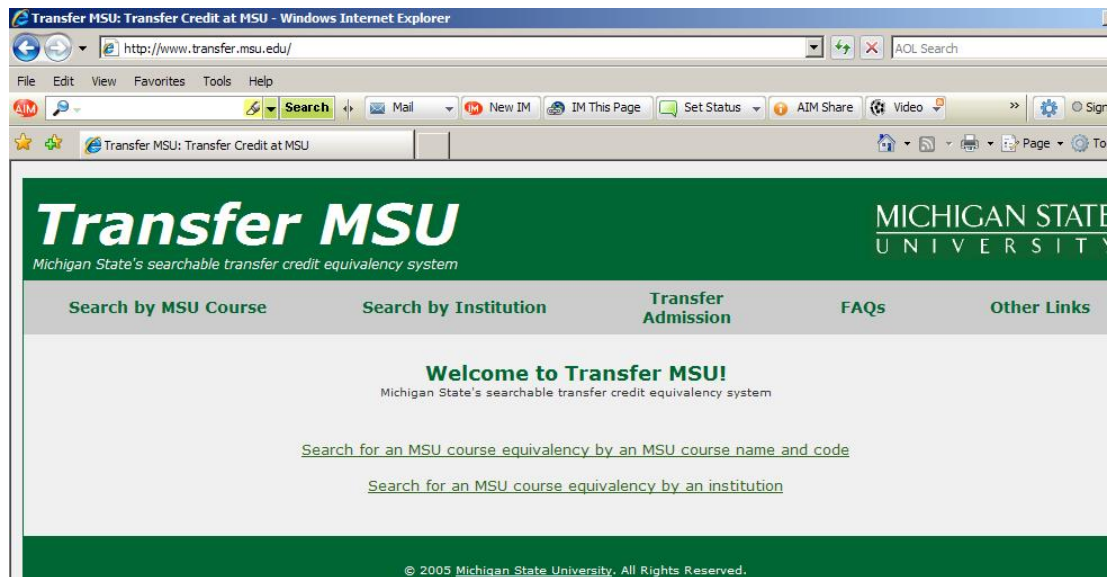 Transfer MSU: Transfer Credit at MSU - Windows Internet Explorer
http://www.transfer.msu.edu/ AOL Search
File Edit View Favorites Tools Help
AIM Search Mail New IM IM This Page Set Status AIM Share Video » Sign
Transfer MSU: Transfer Credit at MSU Page To
Transfer MSU
Michigan State's searchable transfer credit equivalency system
MICHIGAN STATE
UNIVERSITY
Search by MSU Course Search by Institution Transfer Admission FAQs Other Links
Welcome to Transfer MSU!
Michigan State's searchable transfer credit equivalency system
Search for an MSU course equivalency by an MSU course name and code
Search for an MSU course equivalency by an institution
© 2005 Michigan State University. All Rights Reserved.